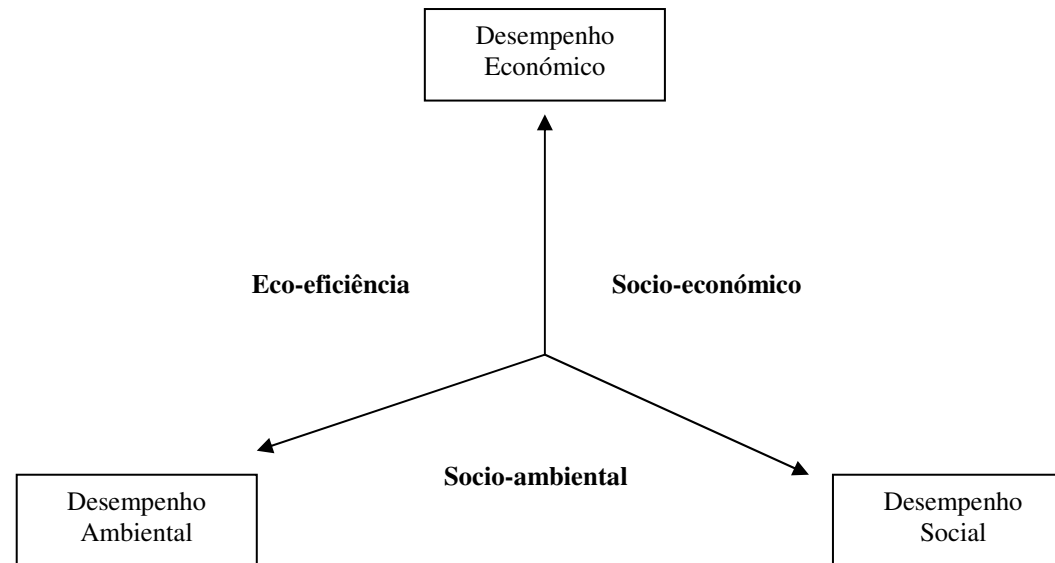 Desempenho
Económico
Eco-eficiência
Socio-económico
Socio-ambiental
Desempenho
Ambiental
Desempenho
Social